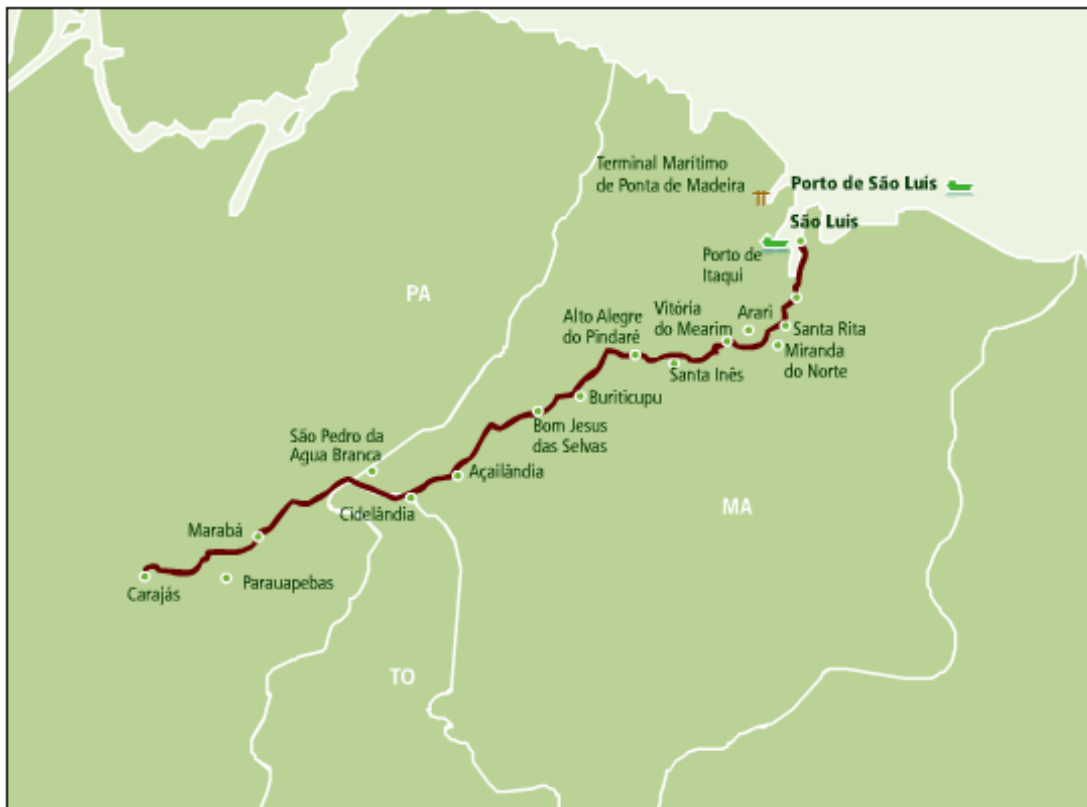 Terminal Marítimo
de Ponta de Madeira
Porto de São Luís
São Luís
Porto de
Itaqui
PA
Alto Alegre
do Pindaré
Vitória
do Mearim
Arari
Santa Rita
Miranda
do Norte
Santa Inês
Buriticupu
Bom Jesus
das Selvas
São Pedro da
Agua Branca
Açailândia
Cidelândia
MA
Marabá
Carajás
Parauapebas
TO